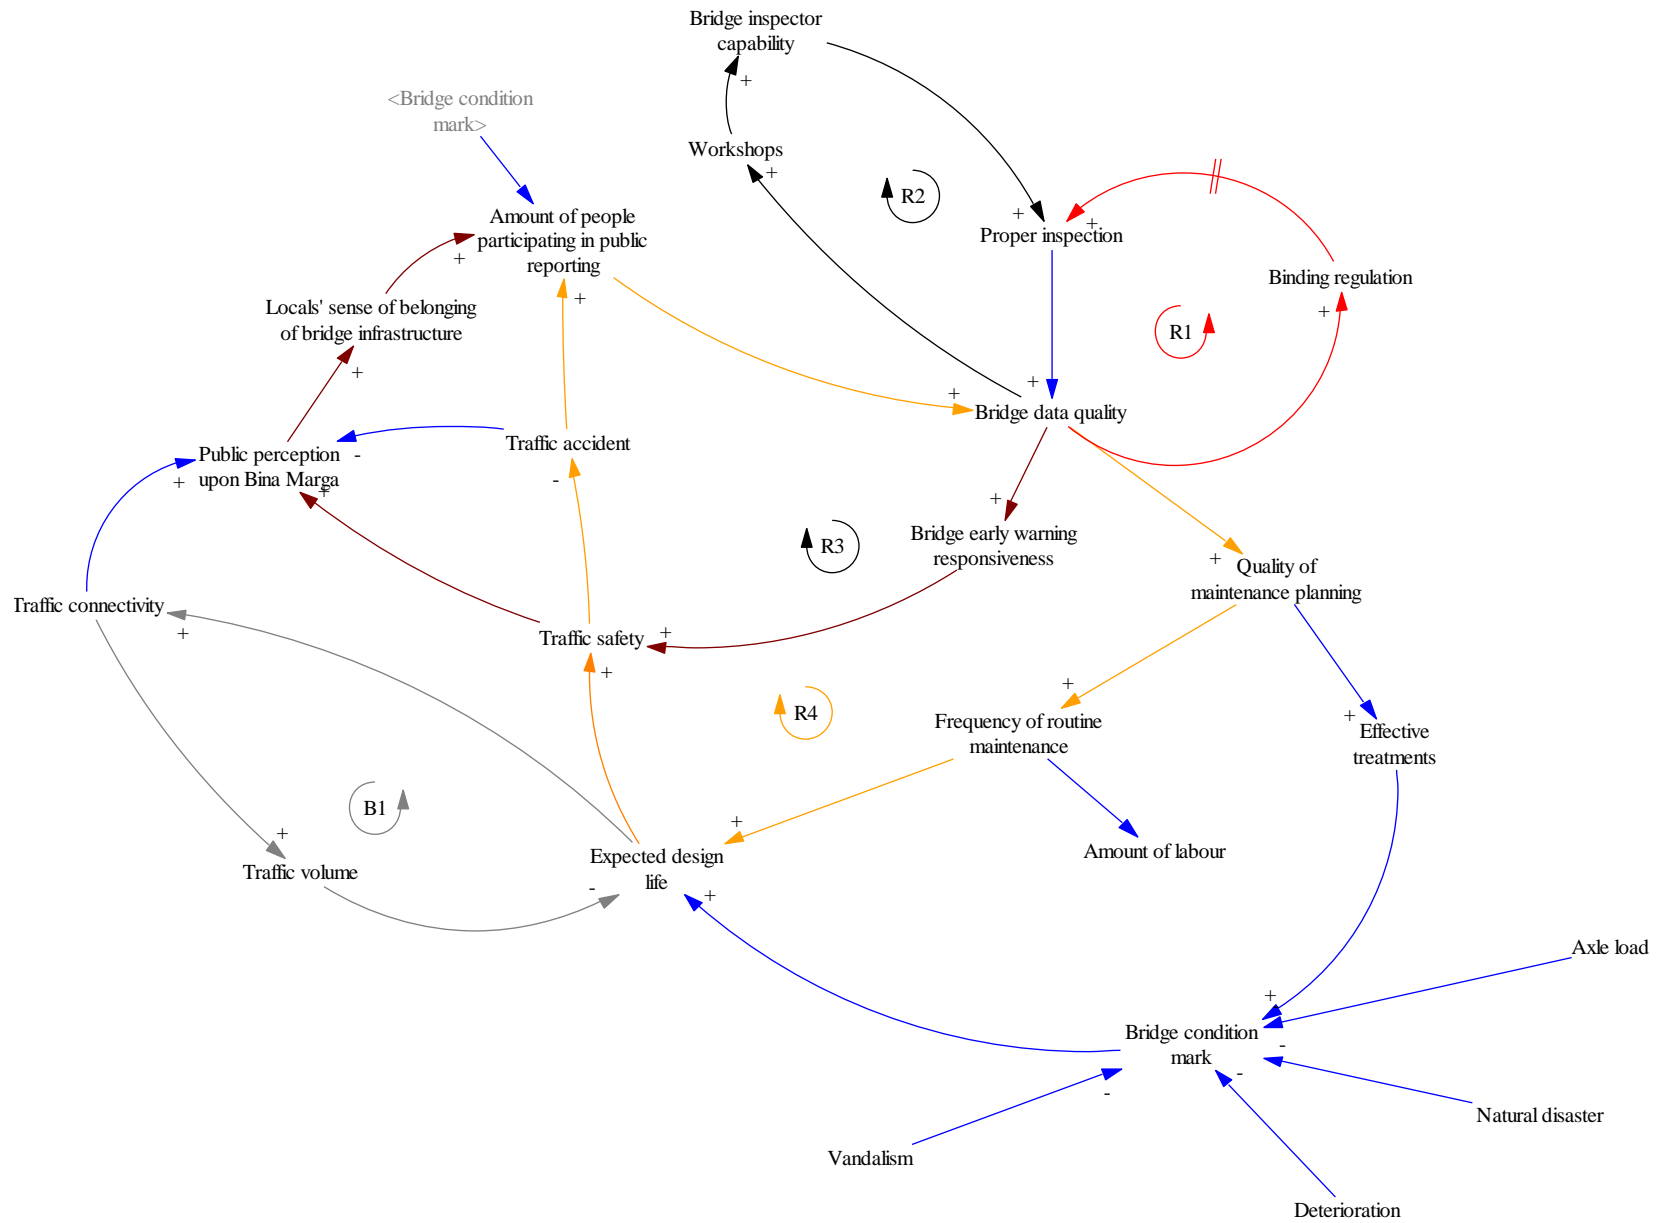 Bridge inspector
capability
+
<Bridge condition
mark>
Workshops
+
R2
Amount of people
participating in public
reporting
+
+
Proper inspection
+
+
Binding regulation
+
Locals' sense of belonging
of bridge infrastructure
+
R1
+
+
+
Bridge data quality
Traffic accident
-
Public perception
upon Bina Marga
+
+
-
+
Bridge early warning
responsiveness
R3
+
Quality of
maintenance planning
Traffic connectivity
+
Traffic safety
+
+
+
R4
Frequency of routine
maintenance
+
Effective
treatments
B1
+
+
Amount of labour
Expected design
life
-
+
Traffic volume
Axle load
+
Bridge condition
mark
-
-
-
Natural disaster
Vandalism
Deterioration